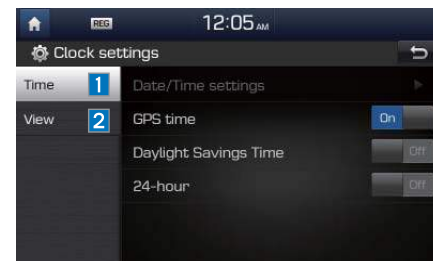 REG 12:05 AM
Clock settings
Time 1 Date/Time settings
View 2 GPS time On
Daylight Savings Time Off
24-hour Off